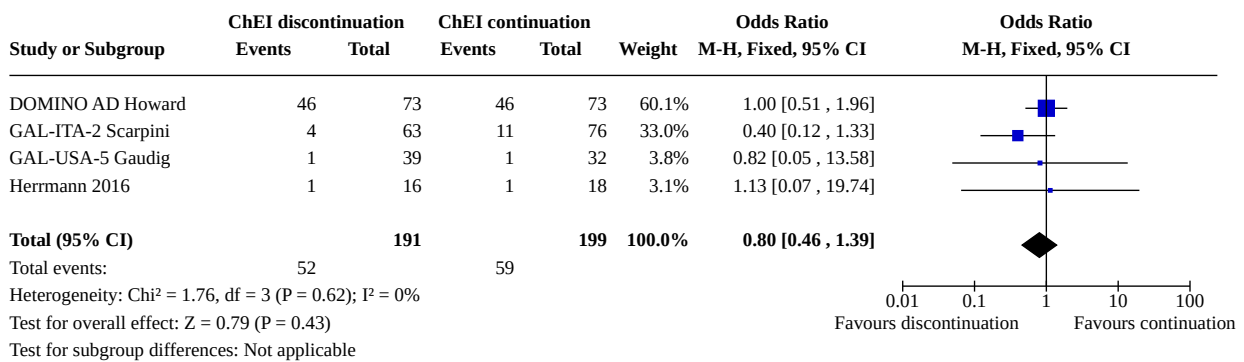 ChEI discontinuation ChEI continuation Odds Ratio Odds Ratio
Study or Subgroup Events Total Events Total Weight M-H, Fixed, 95% CI M-H, Fixed, 95% CI
DOMINO AD Howard 46 73 46 73 60.1% 1.00 [0.51 , 1.96]
GAL-ITA-2 Scarpini 4 63 11 76 33.0% 0.40 [0.12 , 1.33]
GAL-USA-5 Gaudig 1 39 1 32 3.8% 0.82 [0.05 , 13.58]
Herrmann 2016 1 16 1 18 3.1% 1.13 [0.07 , 19.74]
Total (95% CI) 191 199 100.0% 0.80 [0.46 , 1.39]
Total events: 52 59
Heterogeneity: Chi² = 1.76, df = 3 (P = 0.62); I² = 0%
Test for overall effect: Z = 0.79 (P = 0.43)
Test for subgroup differences: Not applicable
0.01 0.1 1 10 100
Favours discontinuation Favours continuation